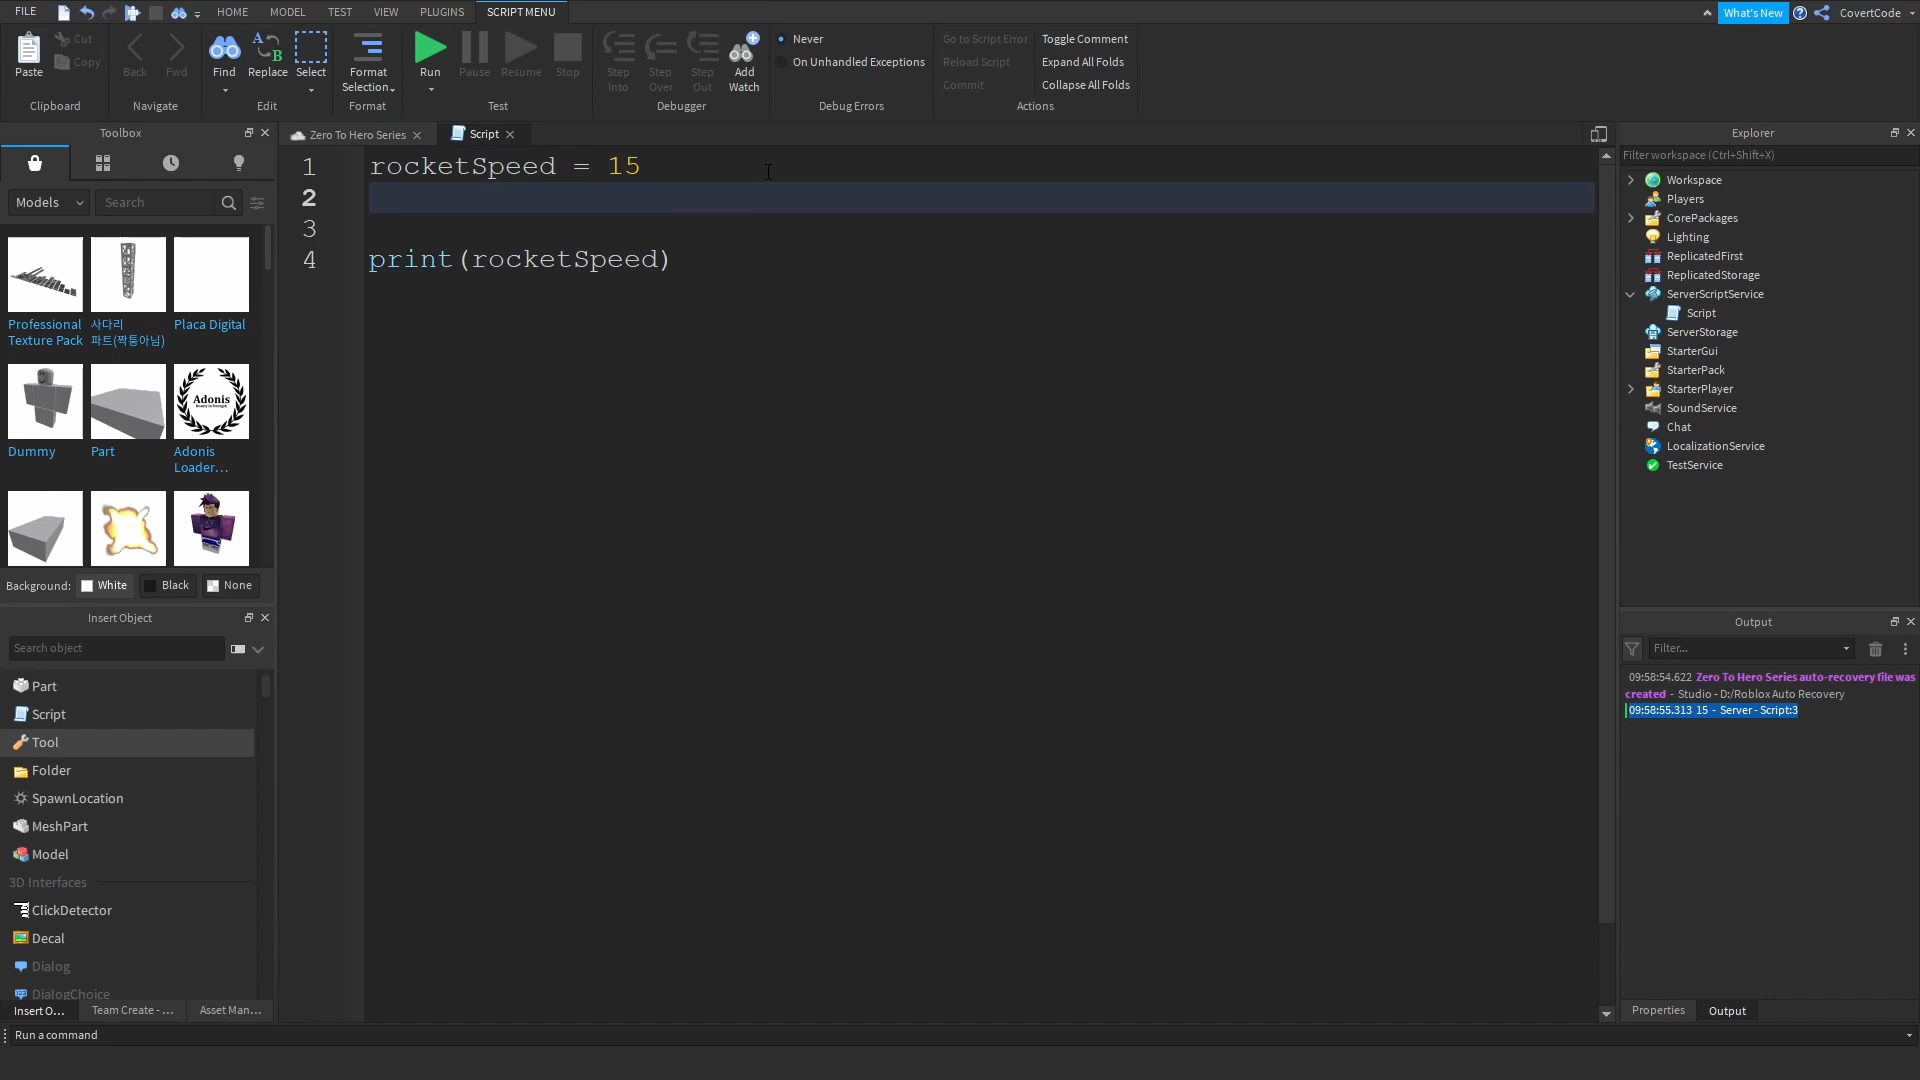 FILE
HOME
MODEL
TEST
VIEW
PLUGINS
SCRIPT MENU
What's New
CovertCode
Paste
Cut
Copy
Clipboard
Back
Fwd
Navigate
Find
Replace
Select
Edit
Format
Selection
Format
Run
Pause
Resume
Stop
Test
Step
Into
Step
Over
Step
Out
Add
Watch
Debugger
Never
On Unhandled Exceptions
Debug Errors
Go to Script Error
Reload Script
Commit
Toggle Comment
Expand All Folds
Collapse All Folds
Actions
Toolbox
Models
Search
Professional
Texture Pack
사다리
파트(짝퉁아님)
Placa Digital
Dummy
Part
Adonis
Adonis
Loader...
Background:
White
Black
None
Insert Object
Search object
Part
Script
Tool
Folder
SpawnLocation
MeshPart
Model
3D Interfaces
ClickDetector
Decal
Dialog
DialogChoice
Insert O...
Team Create - ...
Asset Man...
Run a command
Zero To Hero Series
Script
1 rocketSpeed = 15
2
3
4 print(rocketSpeed)
Explorer
Filter workspace (Ctrl+Shift+X)
Workspace
Players
CorePackages
Lighting
ReplicatedFirst
ReplicatedStorage
ServerScriptService
Script
ServerStorage
StarterGui
StarterPack
StarterPlayer
SoundService
Chat
LocalizationService
TestService
Output
Filter...
09:58:54.622 Zero To Hero Series auto-recovery file was
created - Studio - D:/Roblox Auto Recovery
09:58:55.313 15 - Server - Script:3
Properties
Output